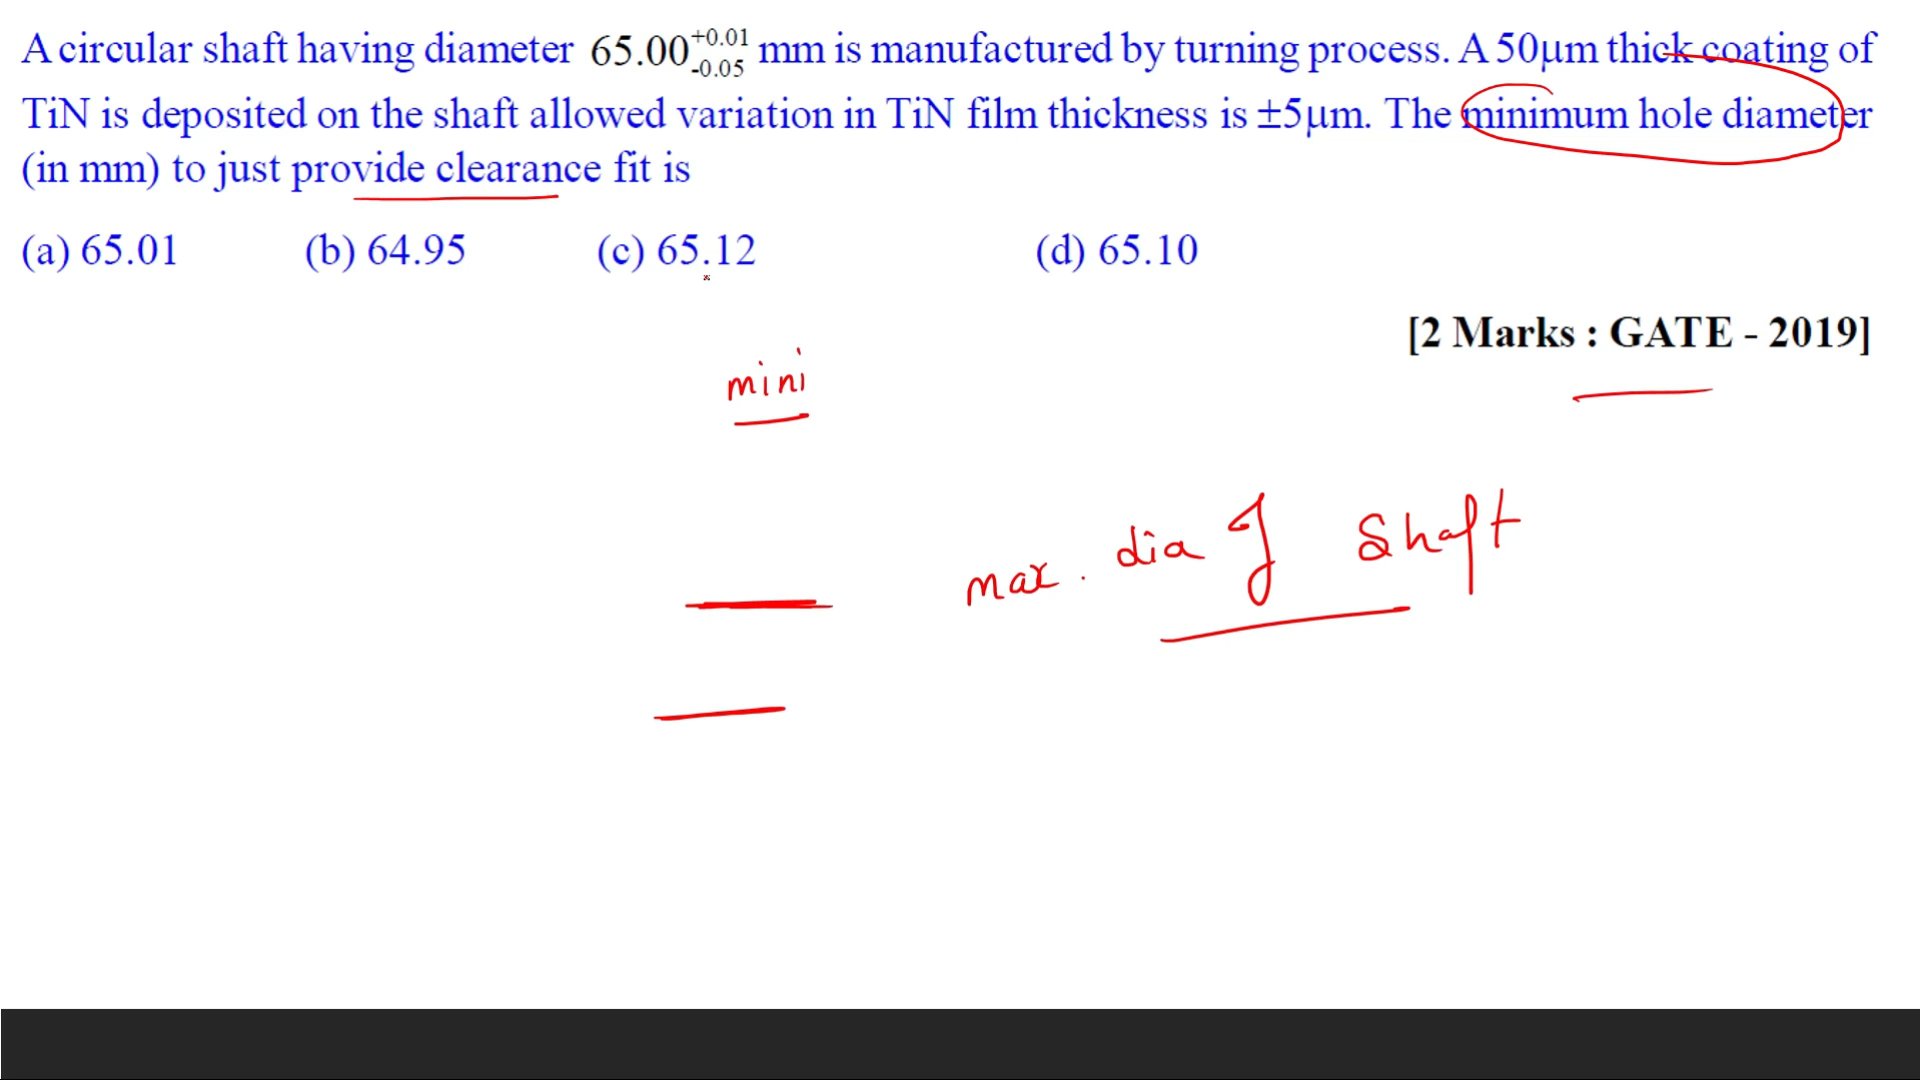 A circular shaft having diameter 65.00 +0.01 -0.05 mm is manufactured by turning process. A 50μm thick coating of
TiN is deposited on the shaft allowed variation in TiN film thickness is ±5μm. The minimum hole diameter
(in mm) to just provide clearance fit is
(a) 65.01 (b) 64.95 (c) 65.12 (d) 65.10
[2 Marks : GATE - 2019]
mini
max. dia of Shaft